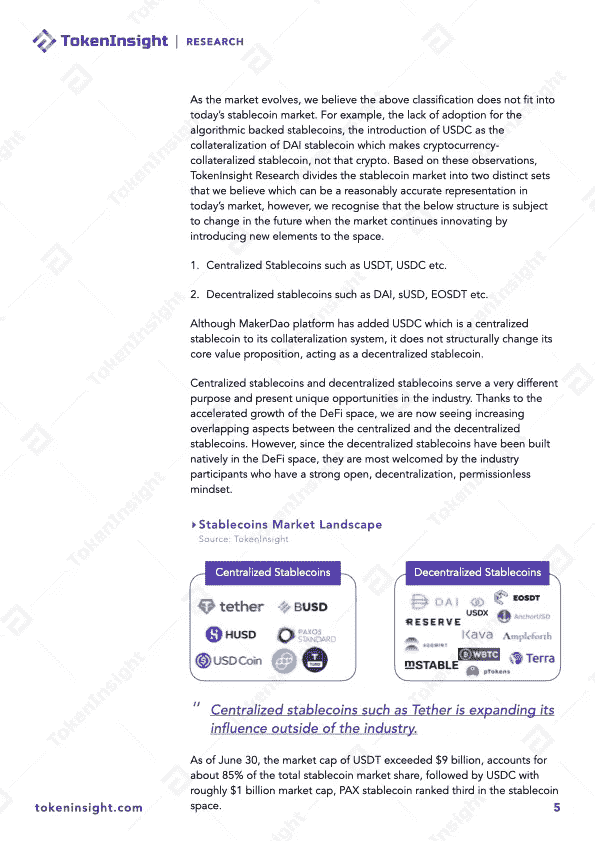 TokenInsight | RESEARCH
As the market evolves, we believe the above classification does not fit into
today's stablecoin market. For example, the lack of adoption for the
algorithmic backed stablecoins, the introduction of USDC as the
collateralization of DAI stablecoin which makes cryptocurrency-
collateralized stablecoin, not that crypto. Based on these observations,
TokenInsight Research divides the stablecoin market into two distinct sets
that we believe which can be a reasonably accurate representation in
today's market, however, we recognise that the below structure is subject
to change in the future when the market continues innovating by
introducing new elements to the space.
1. Centralized Stablecoins such as USDT, USDC etc.
2. Decentralized stablecoins such as DAI, sUSD, EOSDT etc.
Although MakerDao platform has added USDC which is a centralized
stablecoin to its collateralization system, it does not structurally change its
core value proposition, acting as a decentralized stablecoin.
Centralized stablecoins and decentralized stablecoins serve a very different
purpose and present unique opportunities in the industry. Thanks to the
accelerated growth of the DeFi space, we are now seeing increasing
overlapping aspects between the centralized and the decentralized
stablecoins. However, since the decentralized stablecoins have been built
natively in the DeFi space, they are most welcomed by the industry
participants who have a strong open, decentralization, permissionless
mindset.
Stablecoins Market Landscape
Source: TokenInsight
Centralized Stablecoins
tether
BUSD
HUSD
PAXOS
STANDARD
USD Coin
TUSD
Decentralized Stablecoins
DAI
USDX
EOSDT
RESERVE
AnchorUSD
Kava
Ampleforth
mSTABLE
WBTC
Terra
pTokens
" Centralized stablecoins such as Tether is expanding its
influence outside of the industry.
As of June 30, the market cap of USDT exceeded $9 billion, accounts for
about 85% of the total stablecoin market share, followed by USDC with
roughly $1 billion market cap, PAX stablecoin ranked third in the stablecoin
space.
tokeninsight.com
5